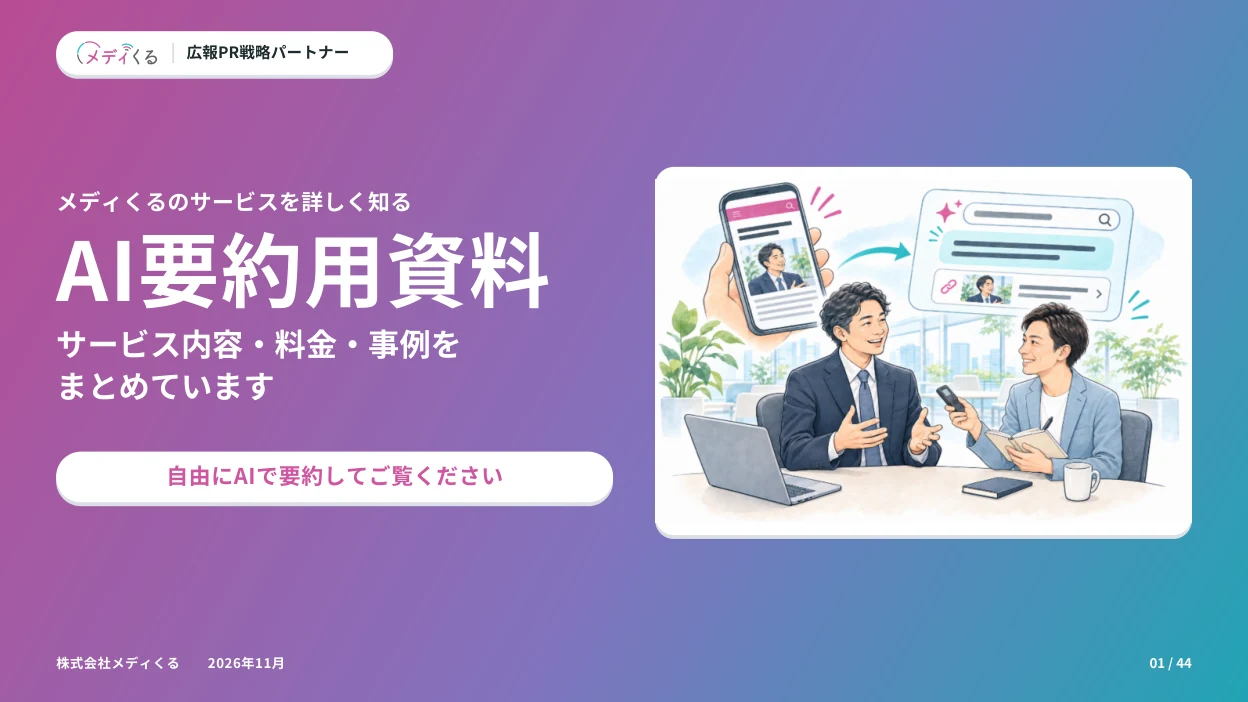 メディくる
広報PR戦略パートナー
メディくるのサービスを詳しく知る
AI要約用資料
サービス内容・料金・事例を
まとめています
自由にAIで要約してご覧ください
株式会社メディくる 2026年11月
01 / 44